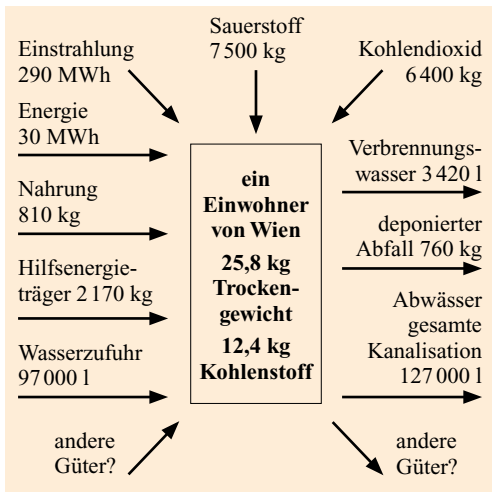 Sauerstoff
7 500 kg
Einstrahlung
290 MWh
Kohlendioxid
6 400 kg
Energie
30 MWh
Nahrung
810 kg
Hilfsenergie-
träger 2 170 kg
Wasserzufuhr
97 000 l
andere
Güter?
ein
Einwohner
von Wien
25,8 kg
Trocken-
gewicht
12,4 kg
Kohlenstoff
Verbrennungs-
wasser 3 420 l
deponierter
Abfall 760 kg
Abwässer
gesamte
Kanalisation
127 000 l
andere
Güter?